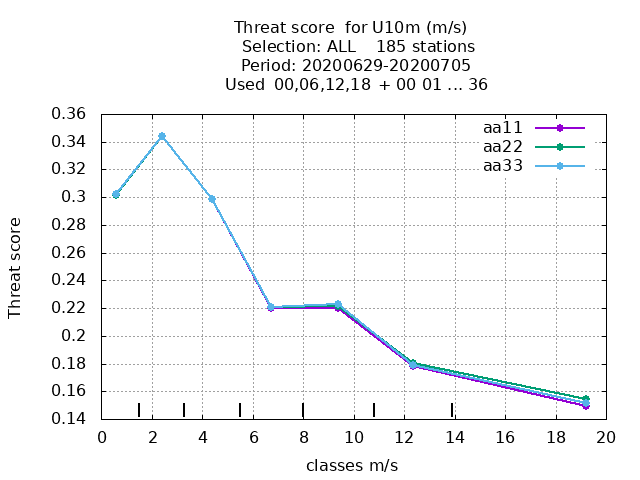 Threat score  for U10m (m/s)
Selection: ALL    185 stations
Period: 20200629-20200705
Used  00,06,12,18  + 00 01 ... 36
0.36
0.34
0.32
0.3
0.28
0.26
0.24
0.22
0.2
0.18
0.16
0.14
aa11
aa22
aa33
Threat score
0 2 4 6 8 10 12 14 16 18 20
classes m/s